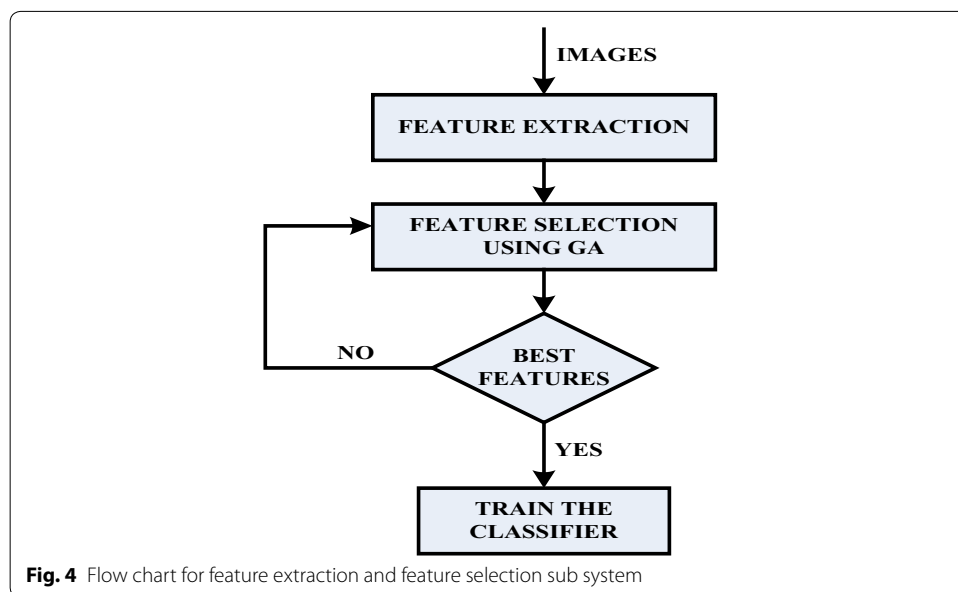 IMAGES
FEATURE EXTRACTION
FEATURE SELECTION
USING GA
NO
BEST
FEATURES
YES
TRAIN THE
CLASSIFIER
Fig. 4 Flow chart for feature extraction and feature selection sub system